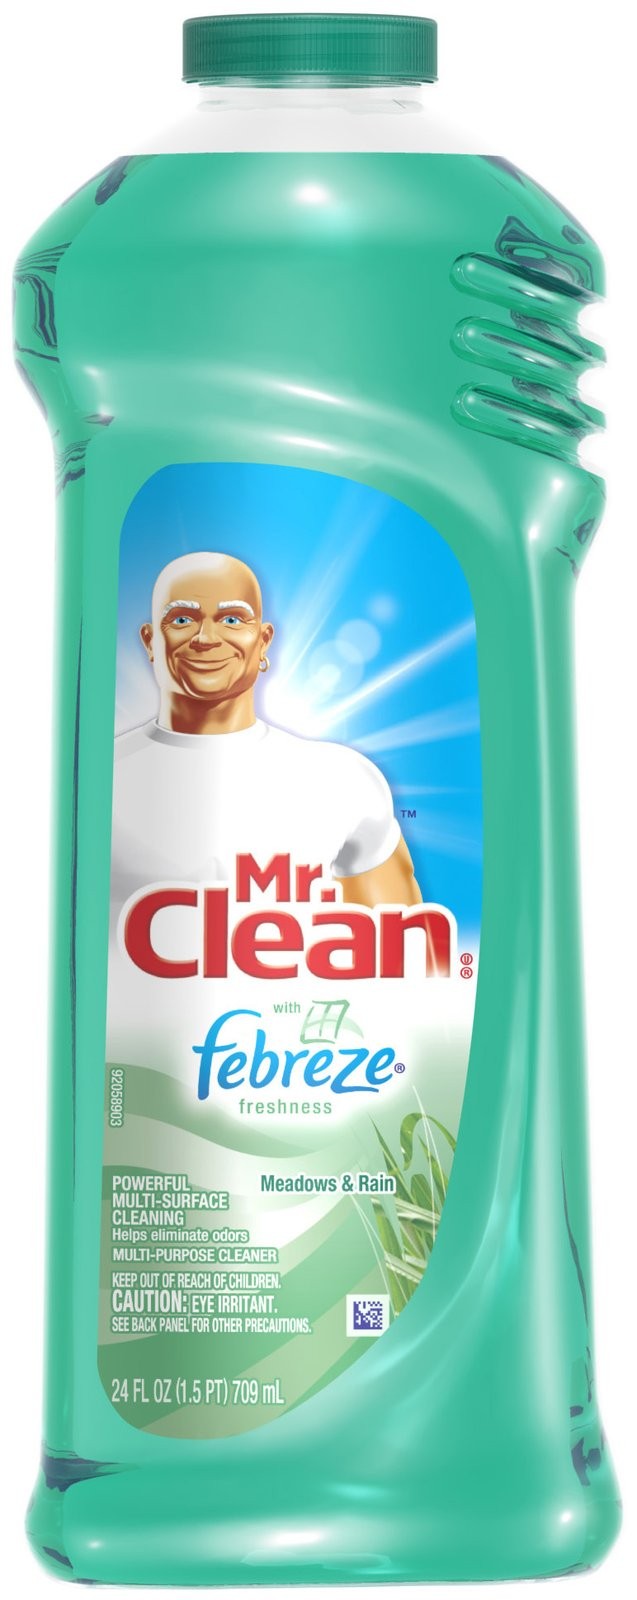 TM
Mr.
Clean®
with
febreze®
freshness
92058903
Meadows & Rain
POWERFUL
MULTI-SURFACE
CLEANING
Helps eliminate odors
MULTI-PURPOSE CLEANER
KEEP OUT OF REACH OF CHILDREN.
CAUTION: EYE IRRITANT.
SEE BACK PANEL FOR OTHER PRECAUTIONS.
24 FL OZ (1.5 PT) 709 mL